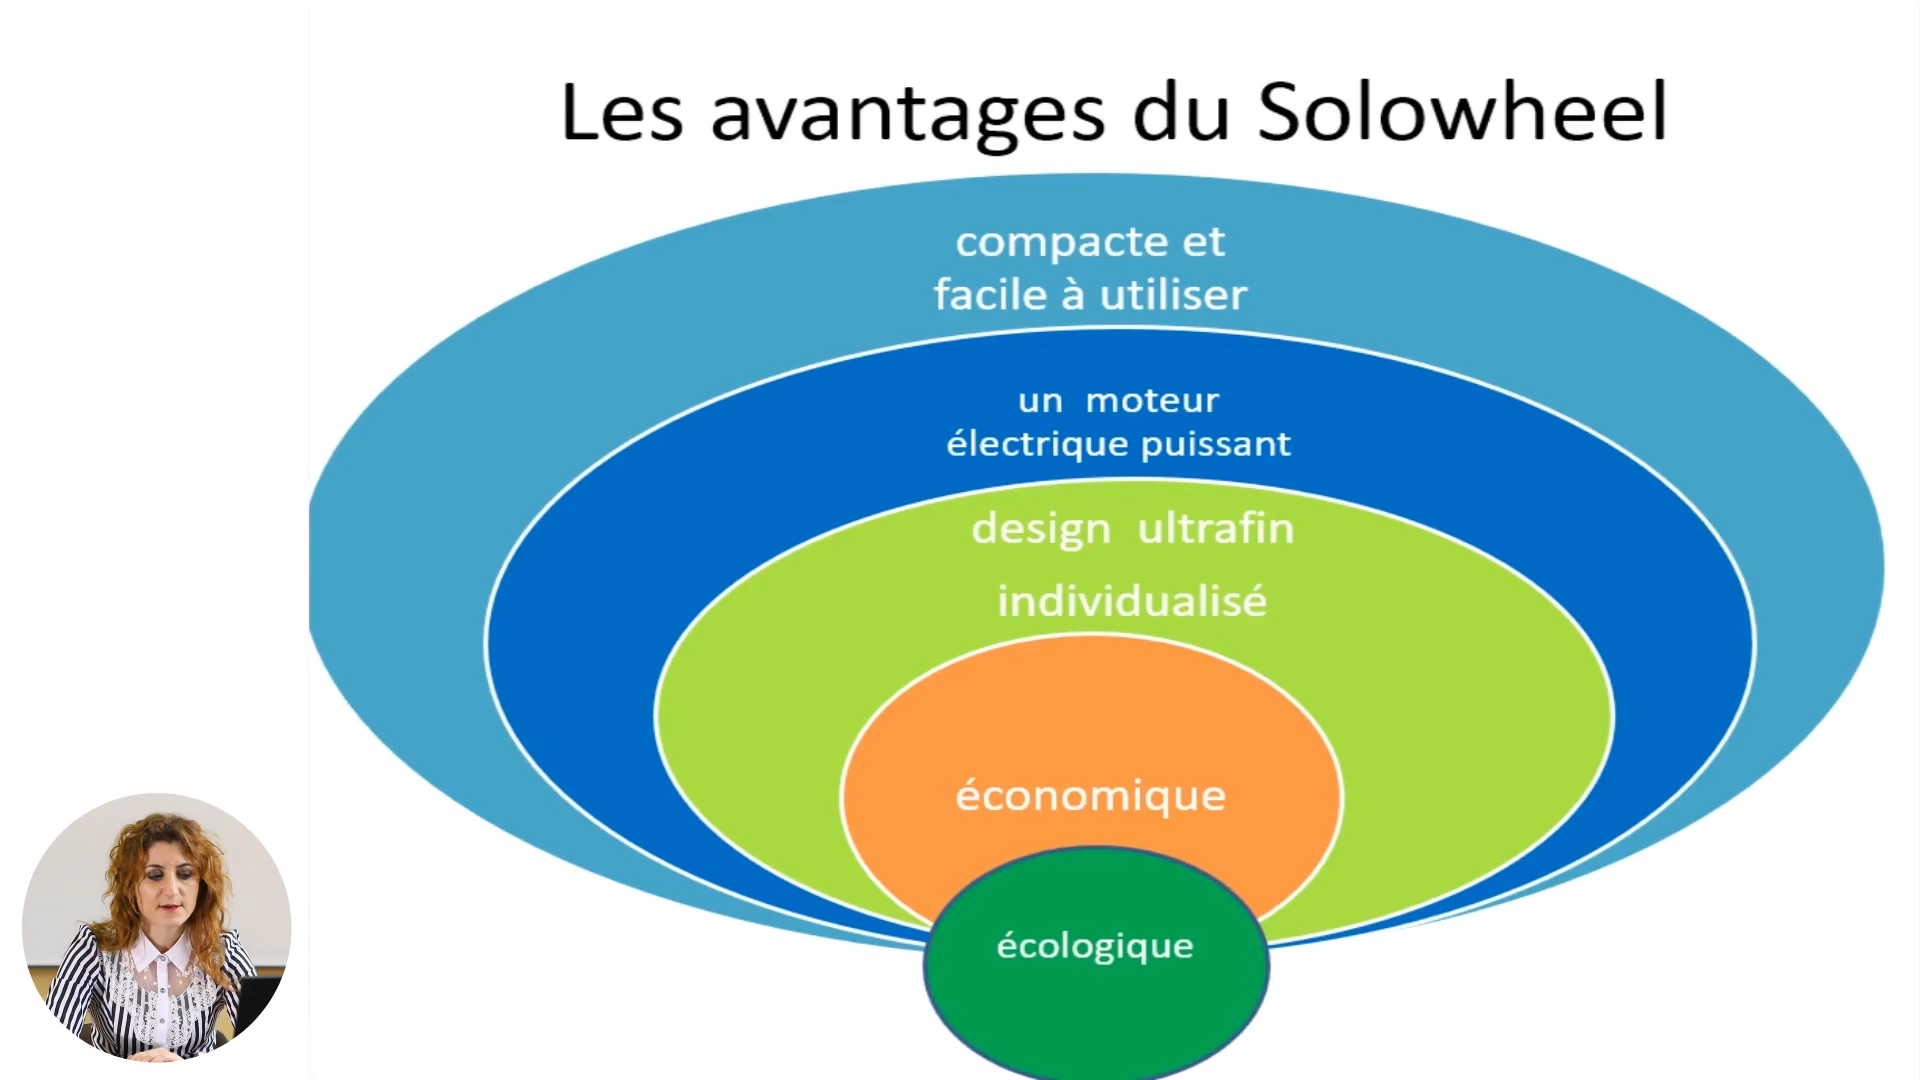 Les avantages du Solowheel
compacte et
facile à utiliser
un moteur
électrique puissant
design ultrafin
individualisé
économique
écologique